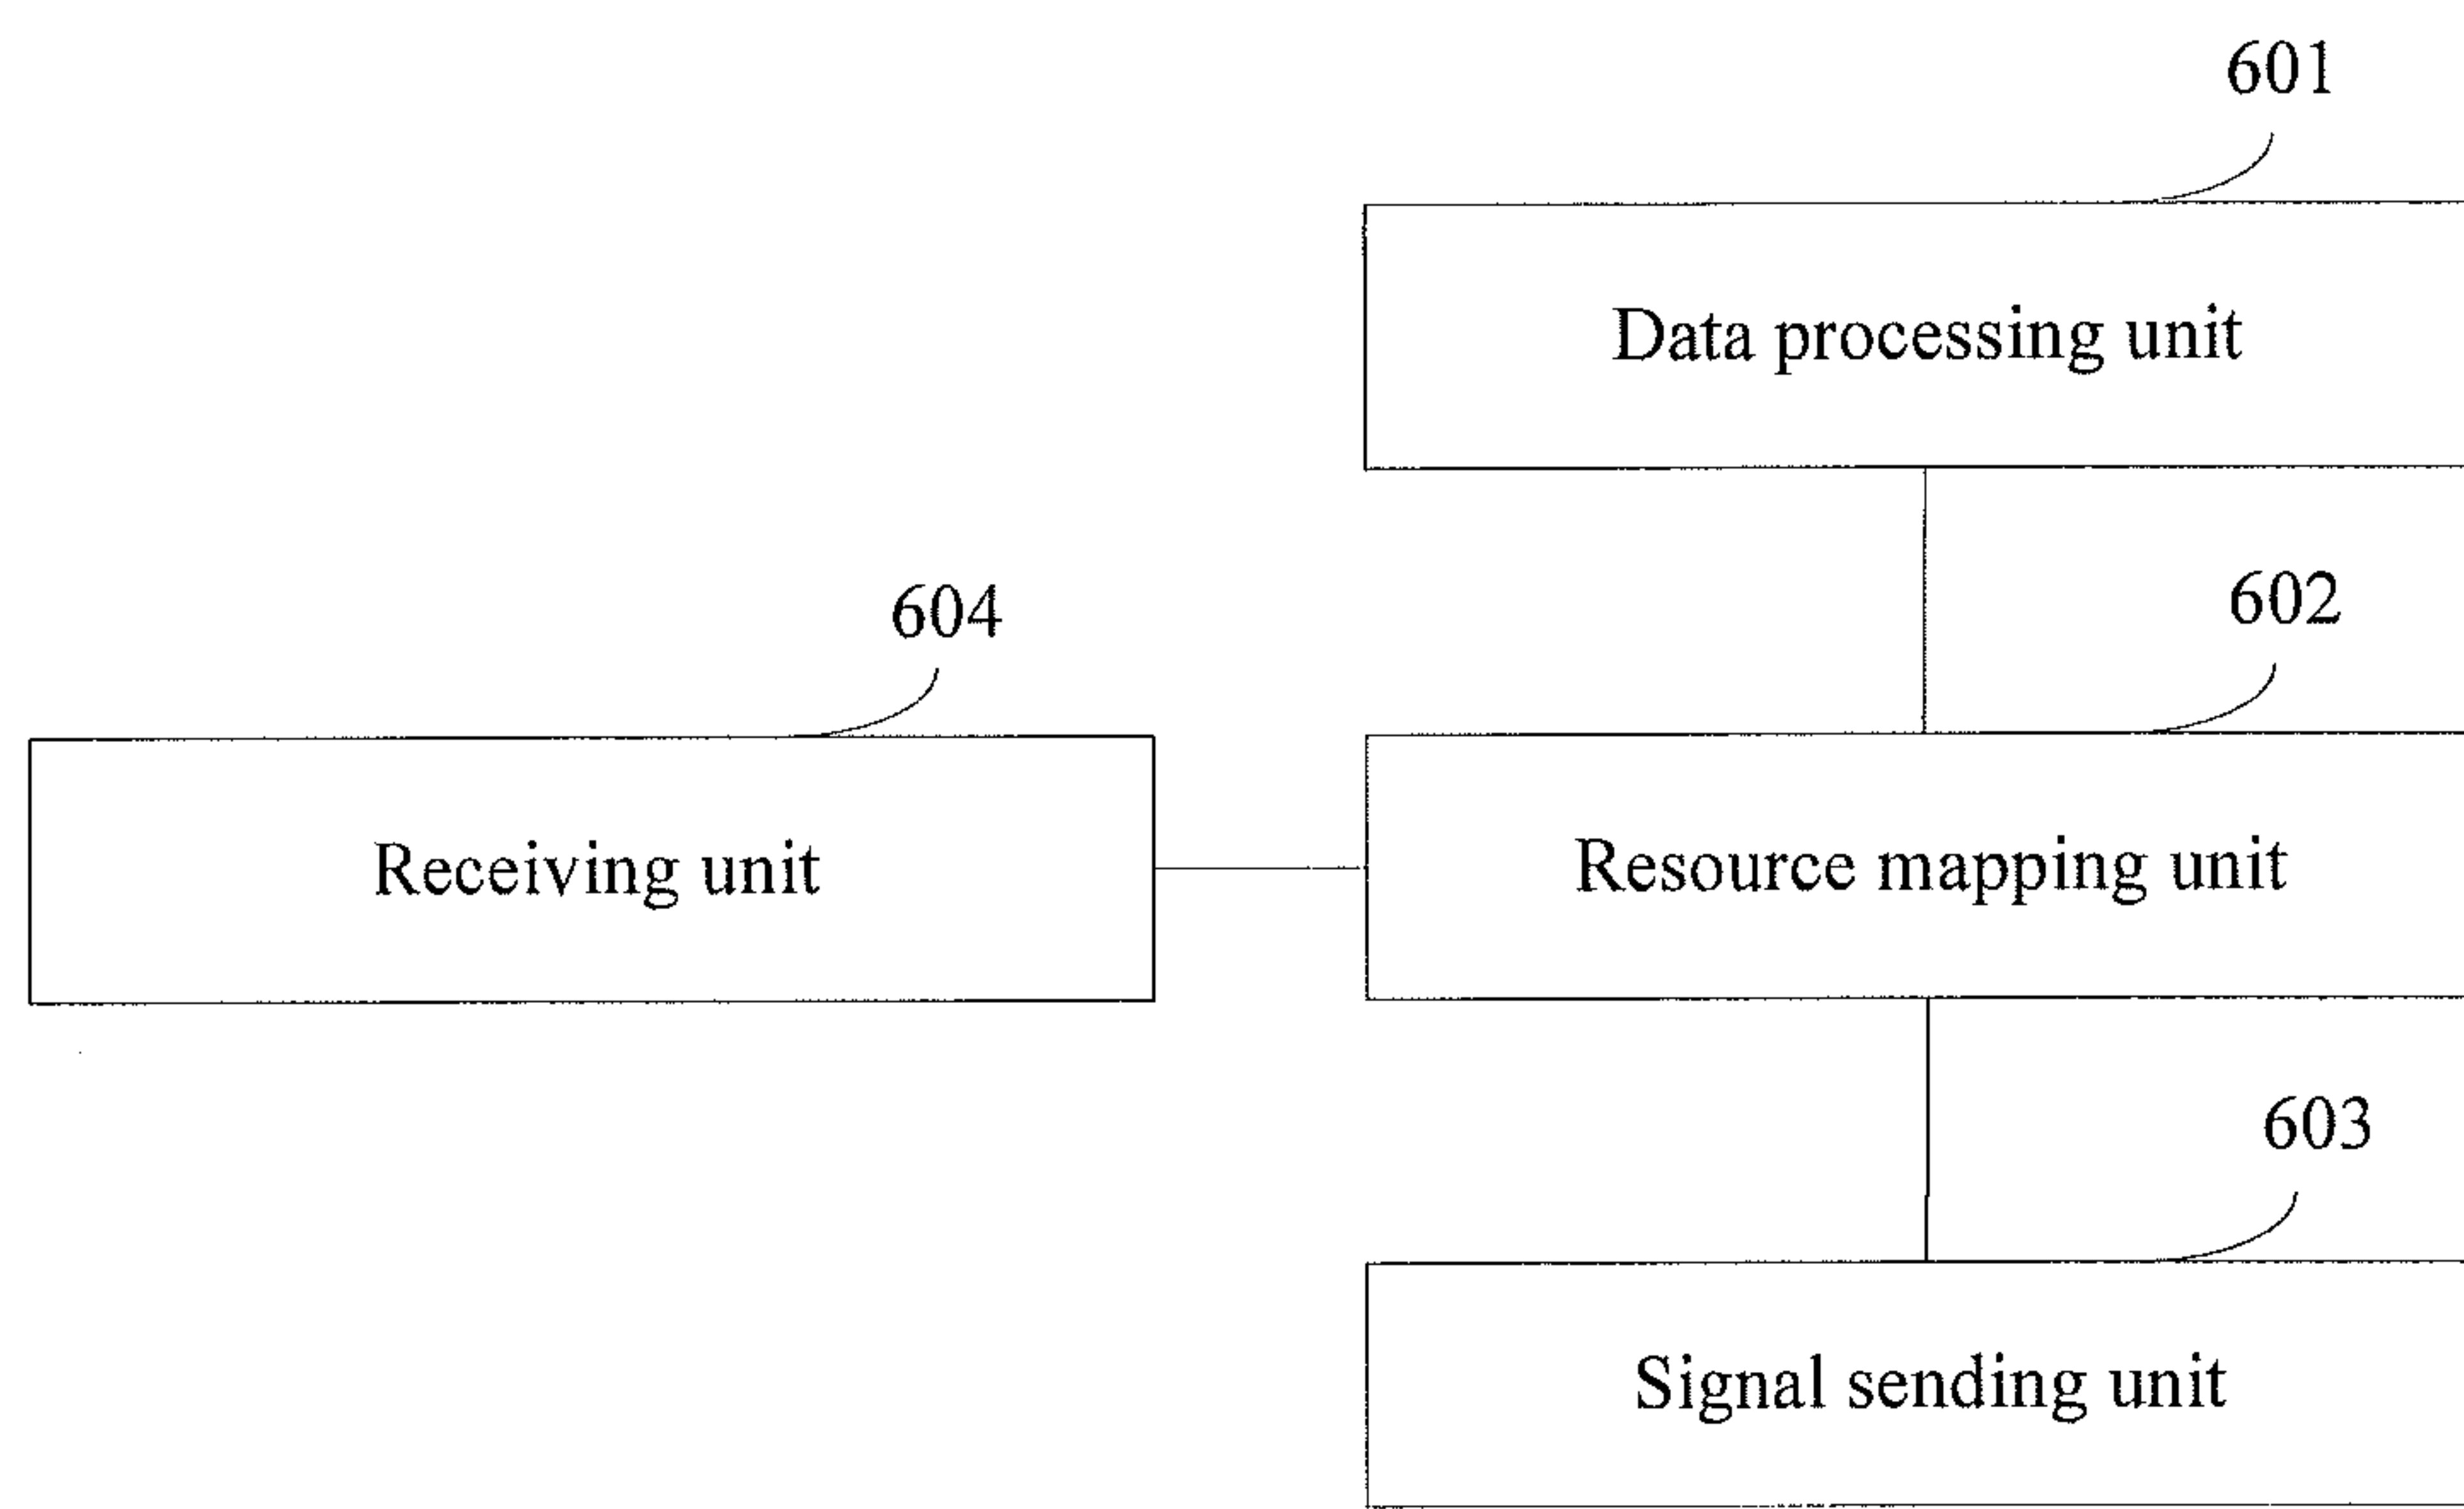 601
Data processing unit
604
602
Receiving unit
Resource mapping unit
603
Signal sending unit